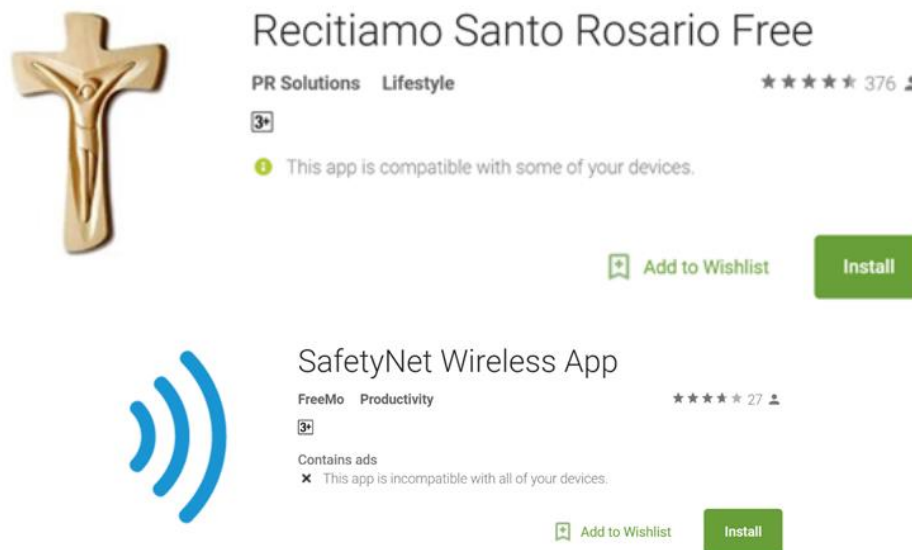 Recitiamo Santo Rosario Free
PR Solutions Lifestyle 376
3+
This app is compatible with some of your devices.
Add to Wishlist Install
SafetyNet Wireless App
FreeMo Productivity 27
3+
Contains ads
This app is incompatible with all of your devices.
Add to Wishlist Install